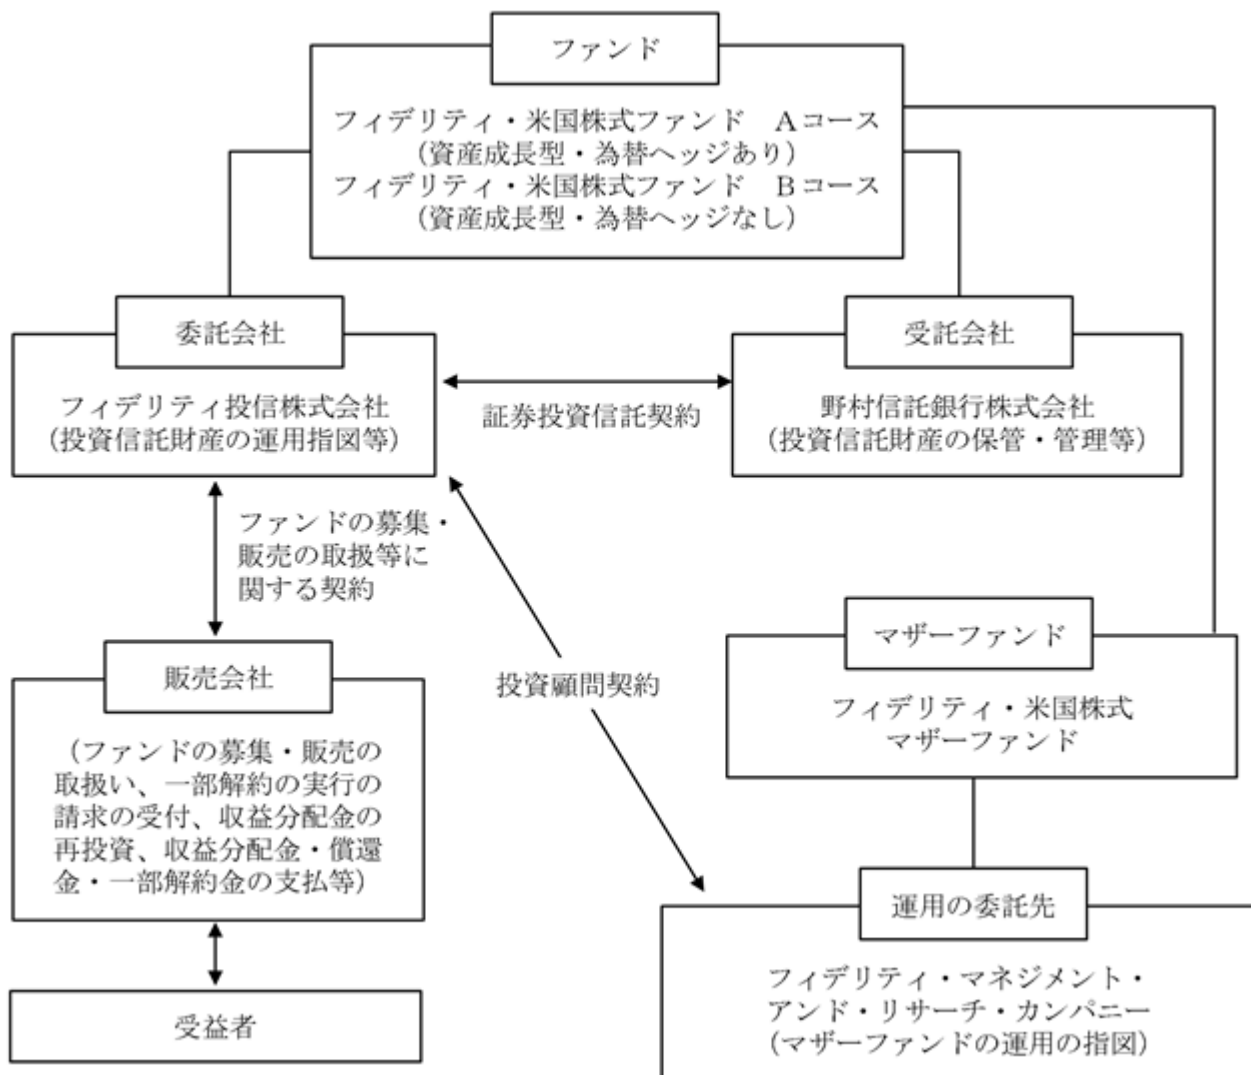 ファンド
フィデリティ・米国株式ファンド　Aコース
（資産成長型・為替ヘッジあり）
フィデリティ・米国株式ファンド　Bコース
（資産成長型・為替ヘッジなし）
委託会社
フィデリティ投信株式会社
（投資信託財産の運用指図等）
証券投資信託契約
受託会社
野村信託銀行株式会社
（投資信託財産の保管・管理等）
ファンドの募集・
販売の取扱等に
関する契約
投資顧問契約
マザーファンド
フィデリティ・米国株式
マザーファンド
販売会社
（ファンドの募集・販売の
取扱い、一部解約の実行の
請求の受付、収益分配金の
再投資、収益分配金・償還
金・一部解約金の支払等）
運用の委託先
フィデリティ・マネジメント・
アンド・リサーチ・カンパニー
（マザーファンドの運用の指図）
受益者